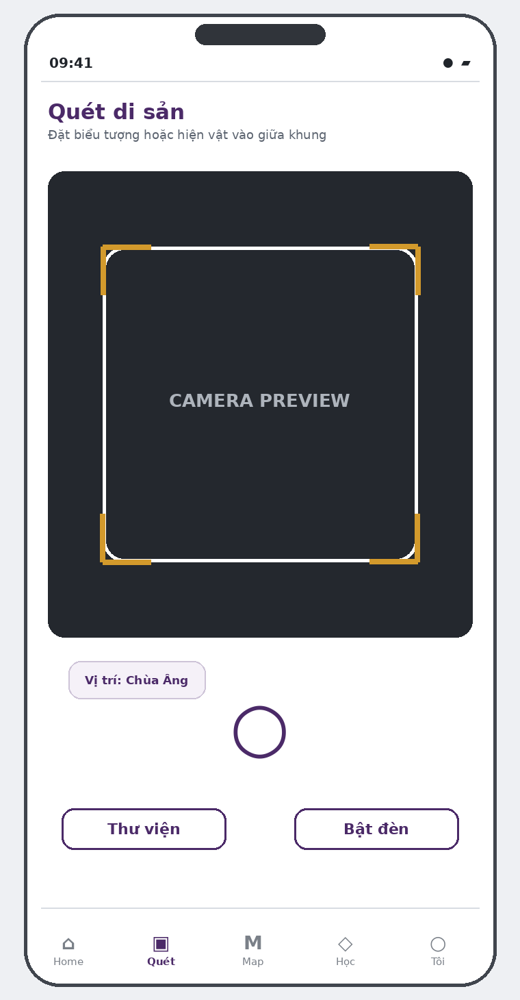 09:41
Quét di sản
Đặt biểu tượng hoặc hiện vật vào giữa khung
CAMERA PREVIEW
Vị trí: Chùa Âng
Thư viện
Bật đèn
M
Home
Quét
Map
Học
Tôi